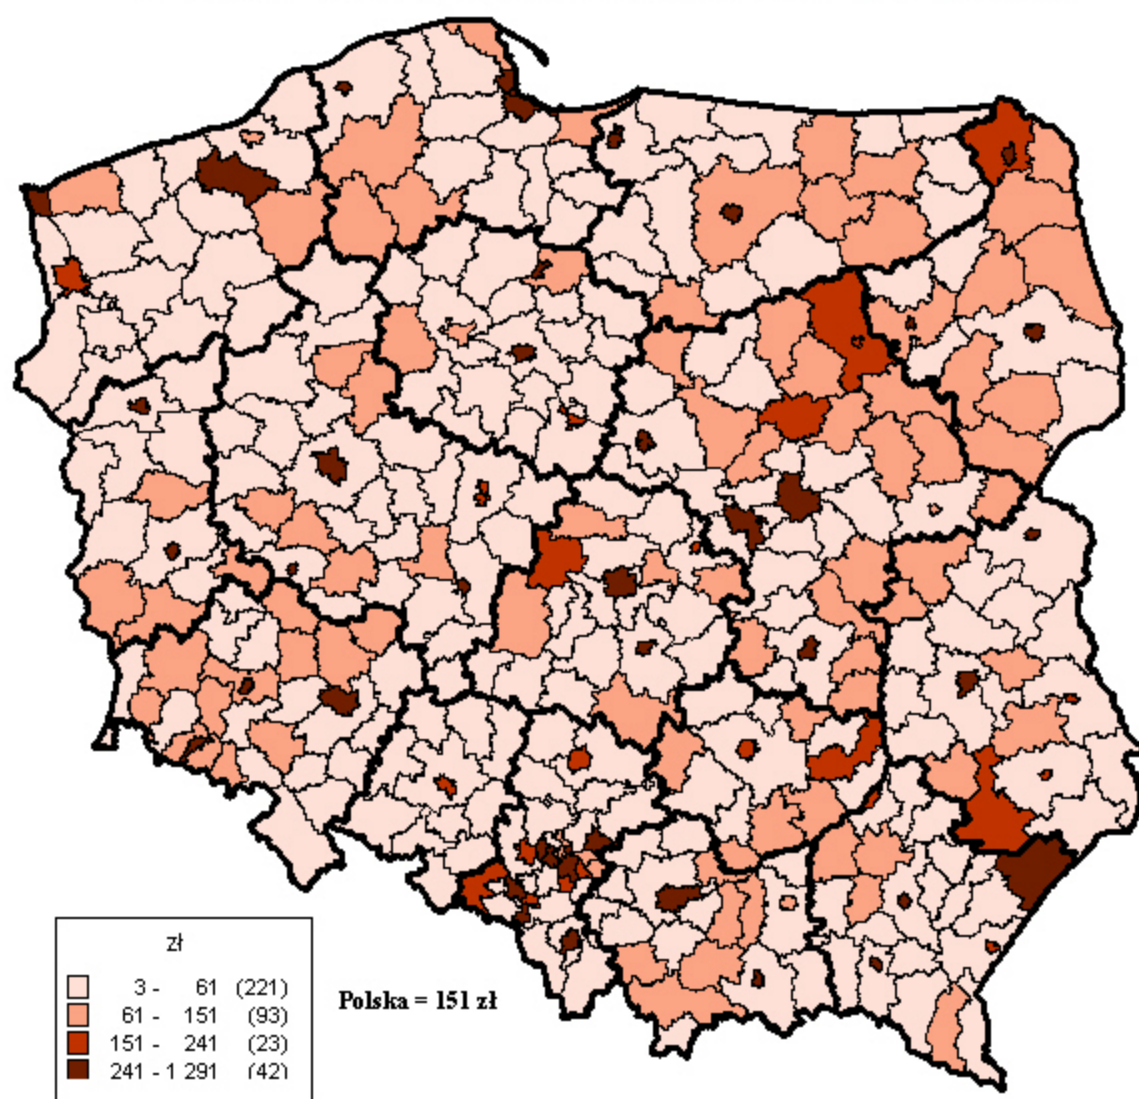 zł
3 - 61 (221)
61 - 151 (93)
151 - 241 (23)
241 - 1 291 (42)
Polska = 151 zł